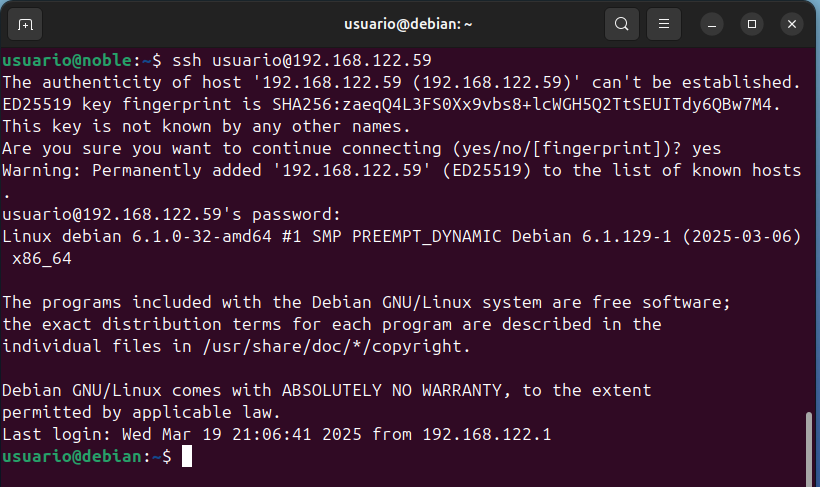 usuario@debian: ~
usuario@noble:~$ ssh usuario@192.168.122.59
The authenticity of host '192.168.122.59 (192.168.122.59)' can't be established.
ED25519 key fingerprint is SHA256:zaeqQ4L3FS0Xx9vbs8+lcWGH5Q2TtSEUITdy6QBw7M4.
This key is not known by any other names.
Are you sure you want to continue connecting (yes/no/[fingerprint])? yes
Warning: Permanently added '192.168.122.59' (ED25519) to the list of known hosts
.
usuario@192.168.122.59's password:
Linux debian 6.1.0-32-amd64 #1 SMP PREEMPT_DYNAMIC Debian 6.1.129-1 (2025-03-06)
 x86_64

The programs included with the Debian GNU/Linux system are free software;
the exact distribution terms for each program are described in the
individual files in /usr/share/doc/*/copyright.

Debian GNU/Linux comes with ABSOLUTELY NO WARRANTY, to the extent
permitted by applicable law.
Last login: Wed Mar 19 21:06:41 2025 from 192.168.122.1
usuario@debian:~$